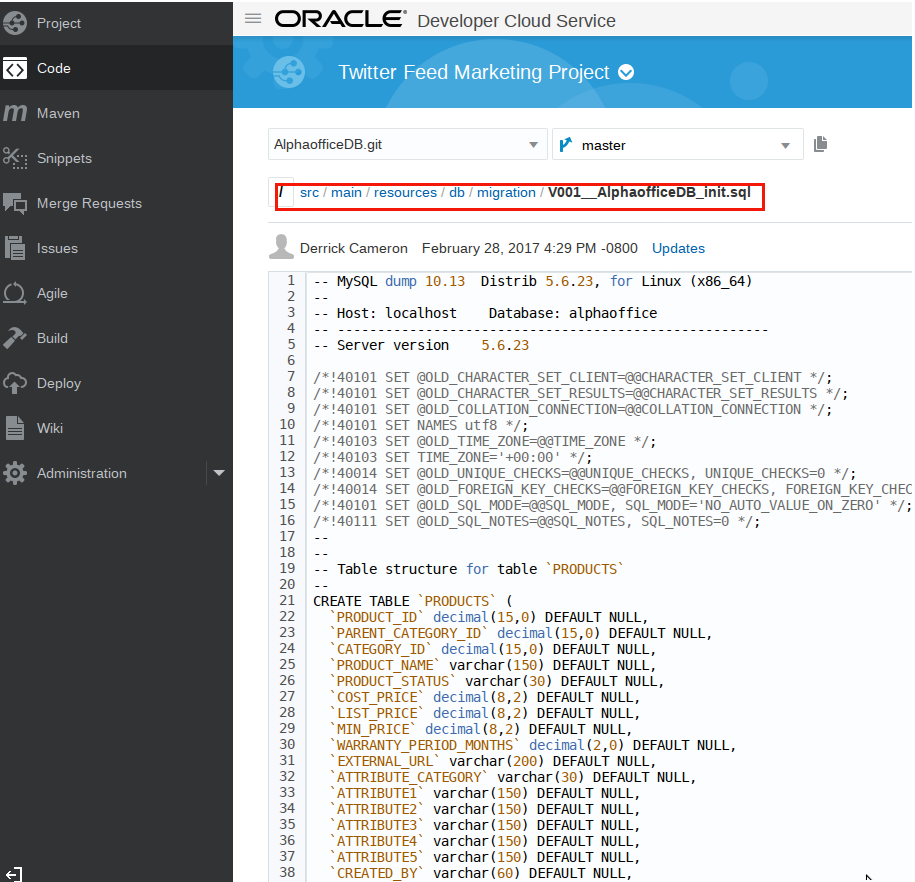 Project
Code
Maven
Snippets
Merge Requests
Issues
Agile
Build
Deploy
Wiki
Administration
ORACLE® Developer Cloud Service
Twitter Feed Marketing Project
AlphaofficeDB.git
master
/ src / main / resources / db / migration / V001__AlphaofficeDB_init.sql
Derrick Cameron February 28, 2017 4:29 PM -0800 Updates
1 -- MySQL dump 10.13  Distrib 5.6.23, for Linux (x86_64)
2 --
3 -- Host: localhost    Database: alphaoffice
4 -- ------------------------------------------------------
5 -- Server version    5.6.23
6
7 /*!40101 SET @OLD_CHARACTER_SET_CLIENT=@@CHARACTER_SET_CLIENT */;
8 /*!40101 SET @OLD_CHARACTER_SET_RESULTS=@@CHARACTER_SET_RESULTS */;
9 /*!40101 SET @OLD_COLLATION_CONNECTION=@@COLLATION_CONNECTION */;
10 /*!40101 SET NAMES utf8 */;
11 /*!40103 SET @OLD_TIME_ZONE=@@TIME_ZONE */;
12 /*!40103 SET TIME_ZONE='+00:00' */;
13 /*!40014 SET @OLD_UNIQUE_CHECKS=@@UNIQUE_CHECKS, UNIQUE_CHECKS=0 */;
14 /*!40014 SET @OLD_FOREIGN_KEY_CHECKS=@@FOREIGN_KEY_CHECKS, FOREIGN_KEY_CHEC
15 /*!40101 SET @OLD_SQL_MODE=@@SQL_MODE, SQL_MODE='NO_AUTO_VALUE_ON_ZERO' */;
16 /*!40111 SET @OLD_SQL_NOTES=@@SQL_NOTES, SQL_NOTES=0 */;
17 --
18 --
19 -- Table structure for table `PRODUCTS`
20 --
21 CREATE TABLE `PRODUCTS` (
22   `PRODUCT_ID` decimal(15,0) DEFAULT NULL,
23   `PARENT_CATEGORY_ID` decimal(15,0) DEFAULT NULL,
24   `CATEGORY_ID` decimal(15,0) DEFAULT NULL,
25   `PRODUCT_NAME` varchar(150) DEFAULT NULL,
26   `PRODUCT_STATUS` varchar(30) DEFAULT NULL,
27   `COST_PRICE` decimal(8,2) DEFAULT NULL,
28   `LIST_PRICE` decimal(8,2) DEFAULT NULL,
29   `MIN_PRICE` decimal(8,2) DEFAULT NULL,
30   `WARRANTY_PERIOD_MONTHS` decimal(2,0) DEFAULT NULL,
31   `EXTERNAL_URL` varchar(200) DEFAULT NULL,
32   `ATTRIBUTE_CATEGORY` varchar(30) DEFAULT NULL,
33   `ATTRIBUTE1` varchar(150) DEFAULT NULL,
34   `ATTRIBUTE2` varchar(150) DEFAULT NULL,
35   `ATTRIBUTE3` varchar(150) DEFAULT NULL,
36   `ATTRIBUTE4` varchar(150) DEFAULT NULL,
37   `ATTRIBUTE5` varchar(150) DEFAULT NULL,
38   `CREATED_BY` varchar(60) DEFAULT NULL,